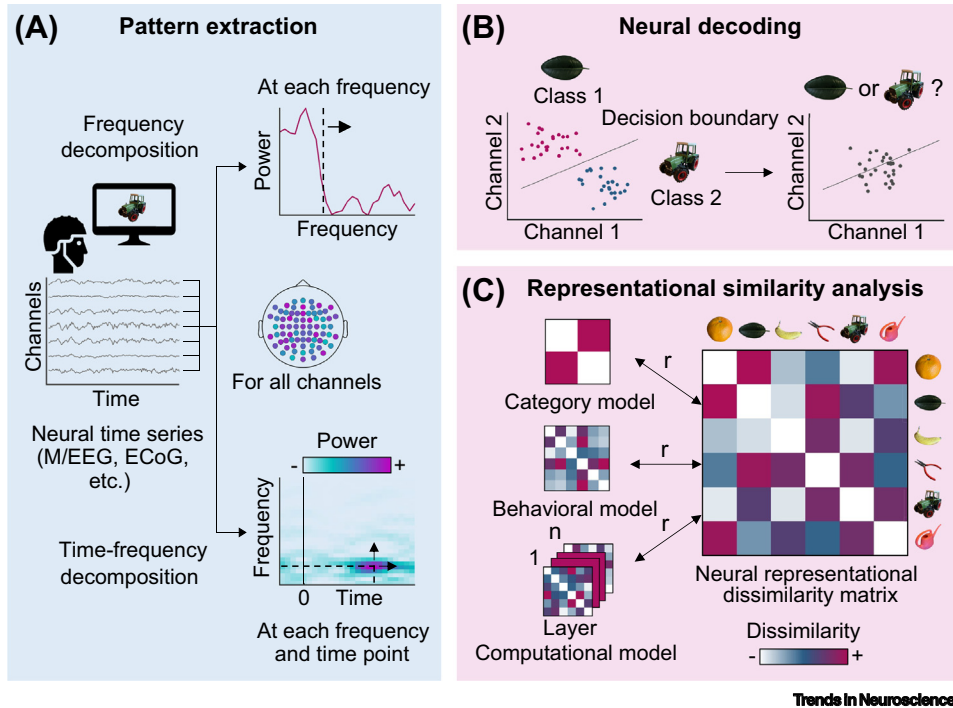 (A) Pattern extraction
Frequency
decomposition
At each frequency
Power
Frequency
Channels
Time
For all channels
Neural time series
(M/EEG, ECoG,
etc.)
Time-frequency
decomposition
Power
- +
Frequency
0 Time
At each frequency
and time point
(B) Neural decoding
Class 1
Decision boundary
Class 2
Channel 2
Channel 1
or ?
Channel 2
Channel 1
(C) Representational similarity analysis
r
Category model
r
Behavioral model
r
n
1
Layer
Computational model
Neural representational
dissimilarity matrix
Dissimilarity
- +
Trends in Neurosciences